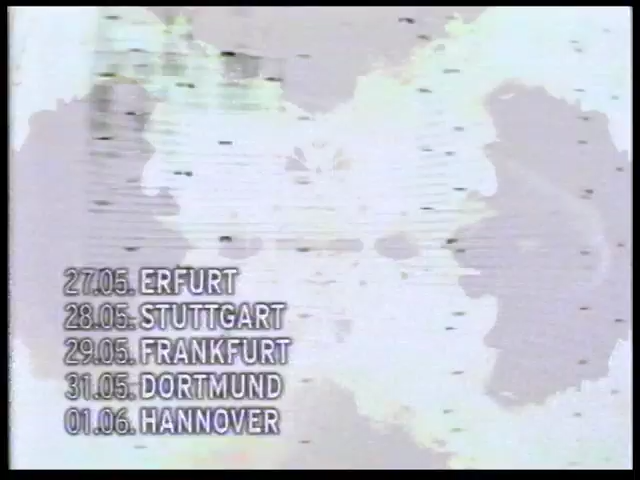 27.05. ERFURT
28.05. STUTTGART
29.05. FRANKFURT
31.05. DORTMUND
01.06. HANNOVER